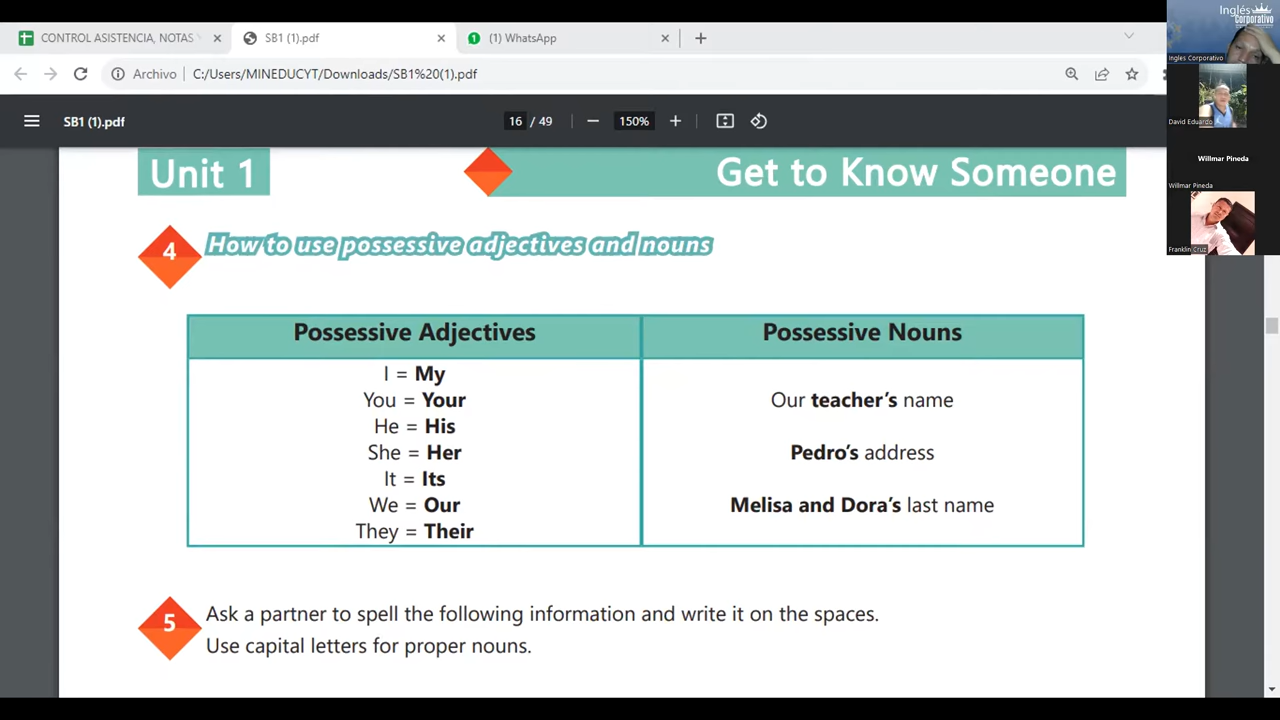 CONTROL ASISTENCIA, NOTAS
SB1 (1).pdf
(1) WhatsApp
Archivo
C:/Users/MINEDUCYT/Downloads/SB1%20(1).pdf
SB1 (1).pdf
16 / 49
150%
Unit 1
Get to Know Someone
4
How to use possessive adjectives and nouns
Possessive Adjectives
I = My
You = Your
He = His
She = Her
It = Its
We = Our
They = Their
Possessive Nouns
Our teacher's name
Pedro's address
Melisa and Dora's last name
5
Ask a partner to spell the following information and write it on the spaces.
Use capital letters for proper nouns.
Inglés
Corporativo
Ingles Corporativo
David Eduardo
Willmar Pineda
Willmar Pineda
Franklin Cruz